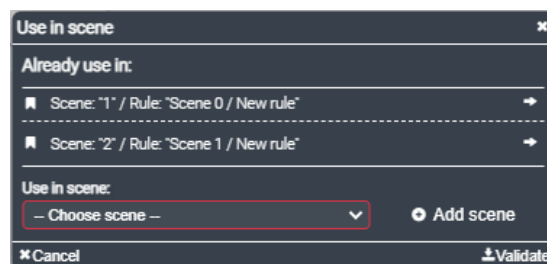 Use in scene
Already use in:
Scene: "1" / Rule: "Scene 0 / New rule"
Scene: "2" / Rule: "Scene 1 / New rule"
Use in scene:
-- Choose scene --
Add scene
Cancel
Validate